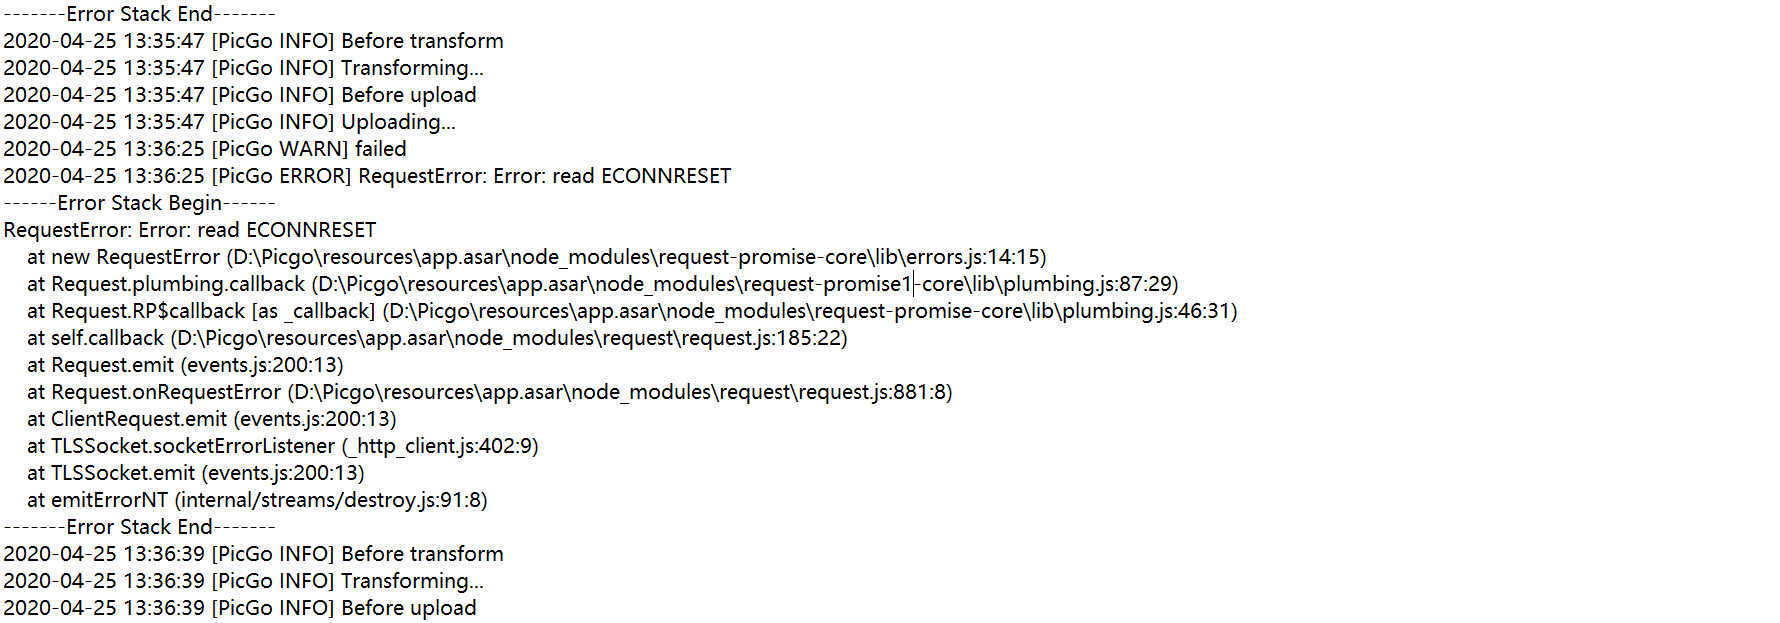 -------Error Stack End-------
2020-04-25 13:35:47 [PicGo INFO] Before transform
2020-04-25 13:35:47 [PicGo INFO] Transforming...
2020-04-25 13:35:47 [PicGo INFO] Before upload
2020-04-25 13:35:47 [PicGo INFO] Uploading...
2020-04-25 13:36:25 [PicGo WARN] failed
2020-04-25 13:36:25 [PicGo ERROR] RequestError: Error: read ECONNRESET
------Error Stack Begin------
RequestError: Error: read ECONNRESET
    at new RequestError (D:\Picgo\resources\app.asar\node_modules\request-promise-core\lib\errors.js:14:15)
    at Request.plumbing.callback (D:\Picgo\resources\app.asar\node_modules\request-promise1-core\lib\plumbing.js:87:29)
    at Request.RP$callback [as _callback] (D:\Picgo\resources\app.asar\node_modules\request-promise-core\lib\plumbing.js:46:31)
    at self.callback (D:\Picgo\resources\app.asar\node_modules\request\request.js:185:22)
    at Request.emit (events.js:200:13)
    at Request.onRequestError (D:\Picgo\resources\app.asar\node_modules\request\request.js:881:8)
    at ClientRequest.emit (events.js:200:13)
    at TLSSocket.socketErrorListener (_http_client.js:402:9)
    at TLSSocket.emit (events.js:200:13)
    at emitErrorNT (internal/streams/destroy.js:91:8)
-------Error Stack End-------
2020-04-25 13:36:39 [PicGo INFO] Before transform
2020-04-25 13:36:39 [PicGo INFO] Transforming...
2020-04-25 13:36:39 [PicGo INFO] Before upload